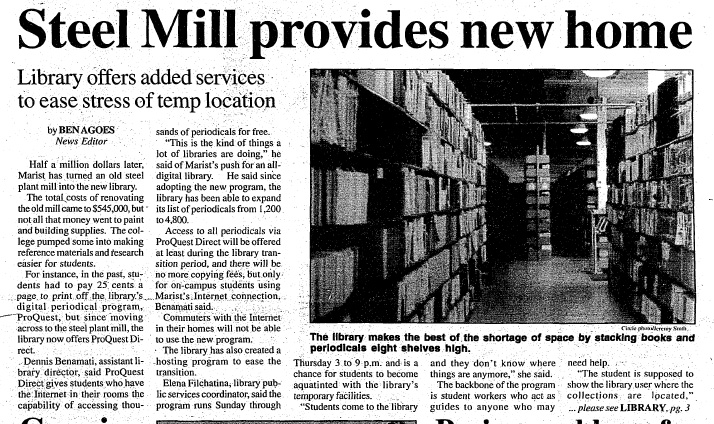 Steel Mill provides new home
Library offers added services
to ease stress of temp location
by BEN AGOES
News Editor
Half a million dollars later,
Marist has turned an old steel
plant mill into the new library.
The total costs of renovating
the old mill came to $545,000, but
not all that money went to paint
and building supplies. The col-
lege pumped some into making
reference materials and research
easier for students.
For instance, in the past, stu-
dents had to pay 25 cents a
page to print off the library's
digital periodical program,
ProQuest, but since moving
across to the steel plant mill, the
library now offers ProQuest Di-
rect.
Dennis Benamati, assistant li-
brary director, said ProQuest
Direct gives students who have
the Internet in their rooms the
capability of accessing thou-
sands of periodicals for free.
"This is the kind of things a
lot of libraries are doing," he
said of Marist's push for an all-
digital library. He said since
adopting the new program, the
library has been able to expand
its list of periodicals from 1,200
to 4,800.
Access to all periodicals via
ProQuest Direct will be offered
at least during the library tran-
sition period, and there will be
no more copying fees, but only
for on-campus students using
Marist's Internet connection,
Benamati said.
Commuters with the Internet
in their homes will not be able
to use the new program.
The library has also created a
hosting program to ease the
transition.
Elena Filchatina, library pub-
lic services coordinator, said the
program runs Sunday through
Circle photo/Jeremy Smith
The library makes the best of the shortage of space by stacking books and
periodicals eight shelves high.
Thursday 3 to 9 p.m. and is a
chance for students to become
aquatinted with the library's
temporary facilities.
"Students come to the library
and they don't know where
things are anymore," she said.
The backbone of the program
is student workers who act as
guides to anyone who may
need help.
"The student is supposed to
show the library user where the
collections are located,"
... please see LIBRARY, pg. 3